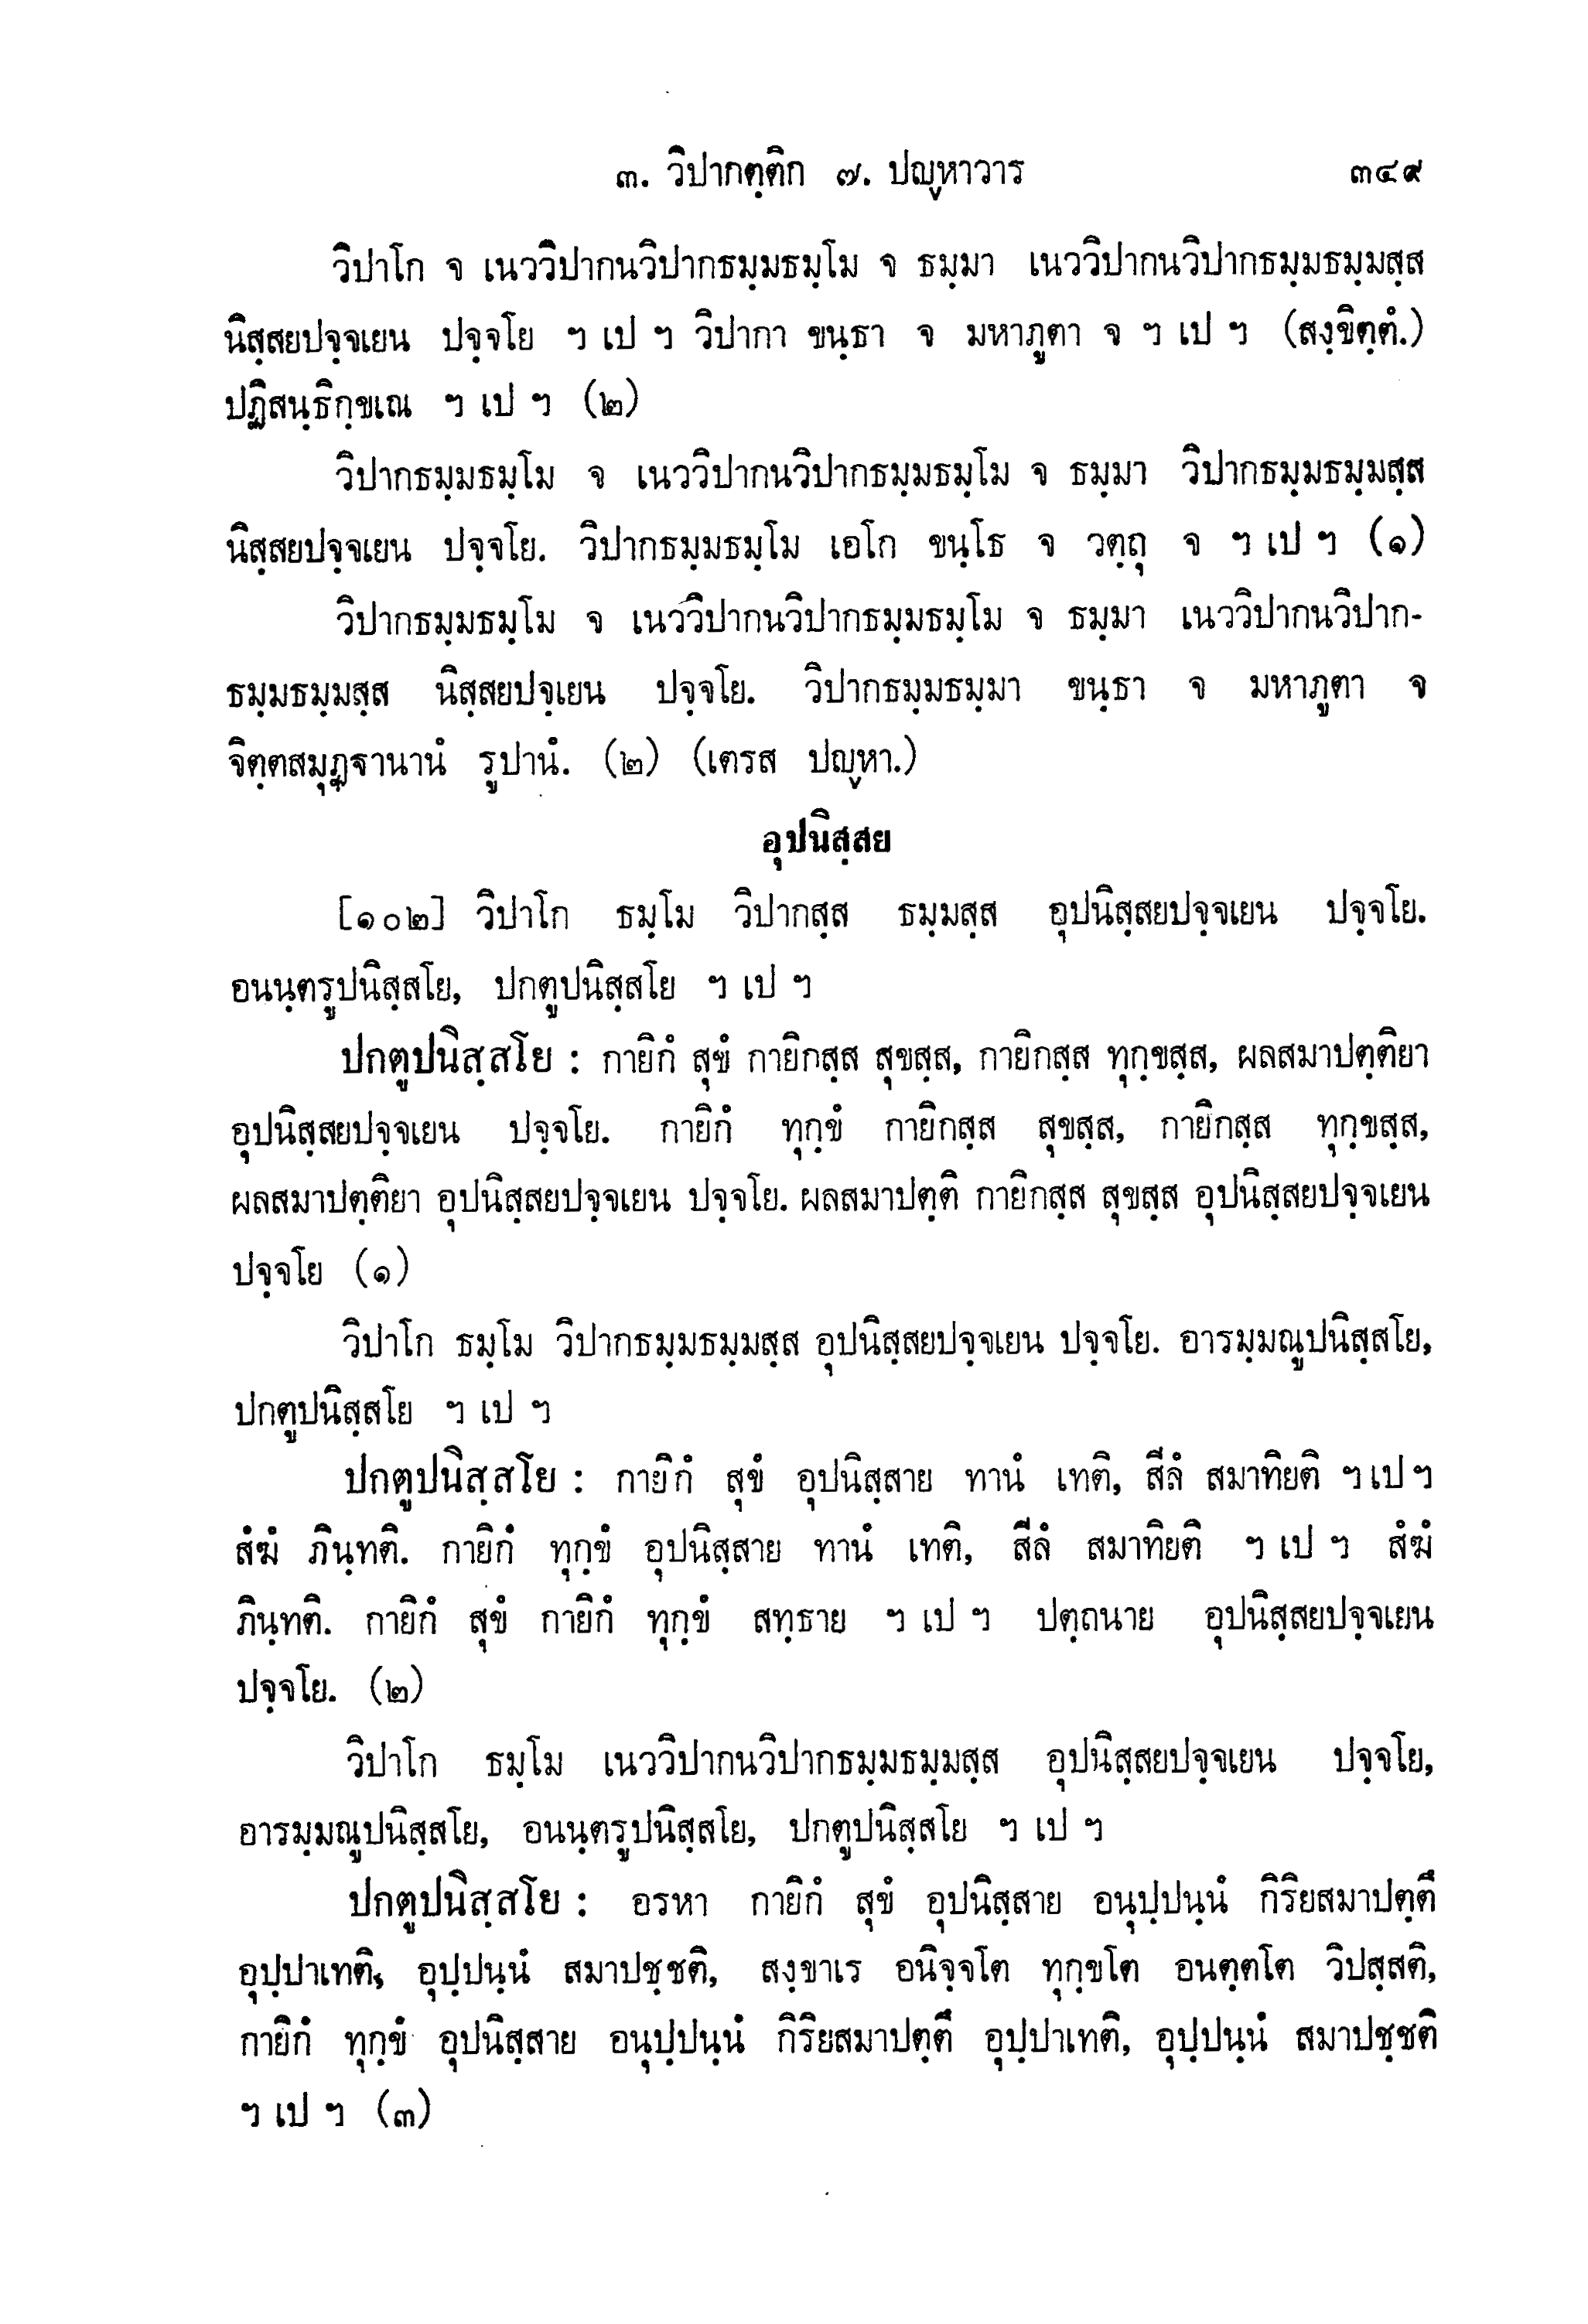 ๓. วิปากตฺติก ๗. ปญฺหาวาร ๓๔๙
วิปาโก จ เนววิปากนวิปากธมฺมธมฺโม จ ธมฺมา เนววิปากนวิปากธมฺมธมฺมสฺส
นิสฺสยปจฺจเยน ปจฺจโย ฯ เป ฯ วิปากา ขนฺธา จ มหาภูตา จ ฯ เป ฯ (สงฺขิตฺตํ.)
ปฏิสนฺธิกฺขเณ ฯ เป ฯ (๒)
วิปากธมฺมธมฺโม จ เนววิปากนวิปากธมฺมธมฺโม จ ธมฺมา วิปากธมฺมธมฺมสฺส
นิสฺสยปจฺจเยน ปจฺจโย. วิปากธมฺมธมฺโม เอโก ขนฺโธ จ วตฺถุ จ ฯ เป ฯ (๑)
วิปากธมฺมธมฺโม จ เนววิปากนวิปากธมฺมธมฺโม จ ธมฺมา เนววิปากนวิปาก-
ธมฺมธมฺมสฺส นิสฺสยปจฺเยน ปจฺจโย. วิปากธมฺมธมฺมา ขนฺธา จ มหาภูตา จ
จิตฺตสมุฏฺฐานานํ รูปานํ. (๒) (เตรส ปญฺหา.)
อุปนิสฺสย
[๑๐๒] วิปาโก ธมฺโม วิปากสฺส ธมฺมสฺส อุปนิสฺสยปจฺจเยน ปจฺจโย.
อนนฺตรูปนิสฺสโย, ปกตูปนิสฺสโย ฯ เป ฯ
ปกตูปนิสฺสโย : กายิกํ สุขํ กายิกสฺส สุขสฺส, กายิกสฺส ทุกฺขสฺส, ผลสมาปตฺติยา
อุปนิสฺสยปจฺจเยน ปจฺจโย. กายิกํ ทุกฺขํ กายิกสฺส สุขสฺส, กายิกสฺส ทุกฺขสฺส,
ผลสมาปตฺติยา อุปนิสฺสยปจฺจเยน ปจฺจโย. ผลสมาปตฺติ กายิกสฺส สุขสฺส อุปนิสฺสยปจฺจเยน
ปจฺจโย (๑)
วิปาโก ธมฺโม วิปากธมฺมธมฺมสฺส อุปนิสฺสยปจฺจเยน ปจฺจโย. อารมฺมณูปนิสฺสโย,
ปกตูปนิสฺสโย ฯ เป ฯ
ปกตูปนิสฺสโย : กายิกํ สุขํ อุปนิสฺสาย ทานํ เทติ, สีลํ สมาทิยติ ฯ เป ฯ
สํฆํ ภินฺทติ. กายิกํ ทุกฺขํ อุปนิสฺสาย ทานํ เทติ, สีลํ สมาทิยติ ฯ เป ฯ สํฆํ
ภินฺทติ. กายิกํ สุขํ กายิกํ ทุกฺขํ สทฺธาย ฯ เป ฯ ปตฺถนาย อุปนิสฺสยปจฺจเยน
ปจฺจโย. (๒)
วิปาโก ธมฺโม เนววิปากนวิปากธมฺมธมฺมสฺส อุปนิสฺสยปจฺจเยน ปจฺจโย,
อารมฺมณูปนิสฺสโย, อนนฺตรูปนิสฺสโย, ปกตูปนิสฺสโย ฯ เป ฯ
ปกตูปนิสฺสโย : อรหา กายิกํ สุขํ อุปนิสฺสาย อนุปฺปนฺนํ กิริยสมาปตฺตึ
อุปฺปาเทติ, อุปฺปนฺนํ สมาปชฺชติ, สงฺขาเร อนิจฺจโต ทุกฺขโต อนตฺตโต วิปสฺสติ,
กายิกํ ทุกฺขํ อุปนิสฺสาย อนุปฺปนฺนํ กิริยสมาปตฺตึ อุปฺปาเทติ, อุปฺปนฺนํ สมาปชฺชติ
ฯ เป ฯ (๓)